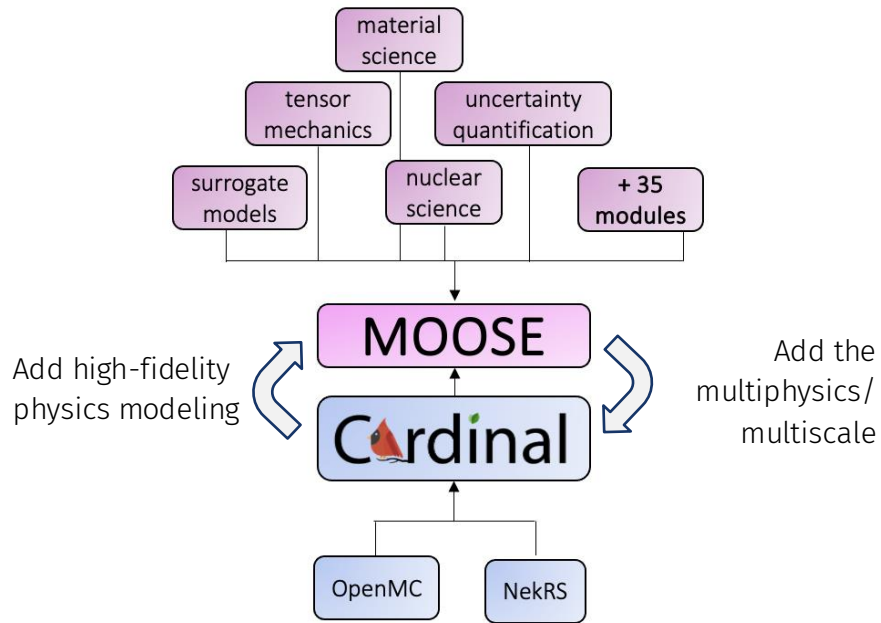 material
science
tensor
mechanics
uncertainty
quantification
surrogate
models
nuclear
science
+ 35
modules
MOOSE
Add high-fidelity
physics modeling
Add the
multiphysics/
multiscale
Cardinal
OpenMC
NekRS